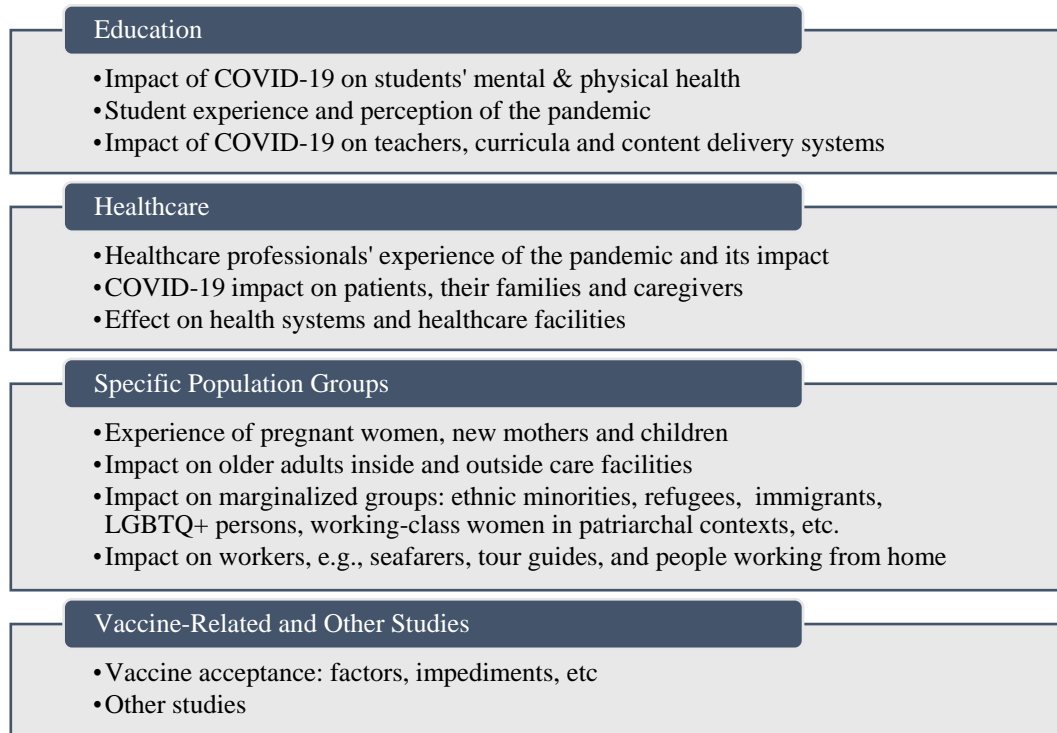 Education
•Impact of COVID-19 on students' mental & physical health
•Student experience and perception of the pandemic
•Impact of COVID-19 on teachers, curricula and content delivery systems
Healthcare
•Healthcare professionals' experience of the pandemic and its impact
•COVID-19 impact on patients, their families and caregivers
•Effect on health systems and healthcare facilities
Specific Population Groups
•Experience of pregnant women, new mothers and children
•Impact on older adults inside and outside care facilities
•Impact on marginalized groups: ethnic minorities, refugees, immigrants,
LGBTQ+ persons, working-class women in patriarchal contexts, etc.
•Impact on workers, e.g., seafarers, tour guides, and people working from home
Vaccine-Related and Other Studies
•Vaccine acceptance: factors, impediments, etc
•Other studies